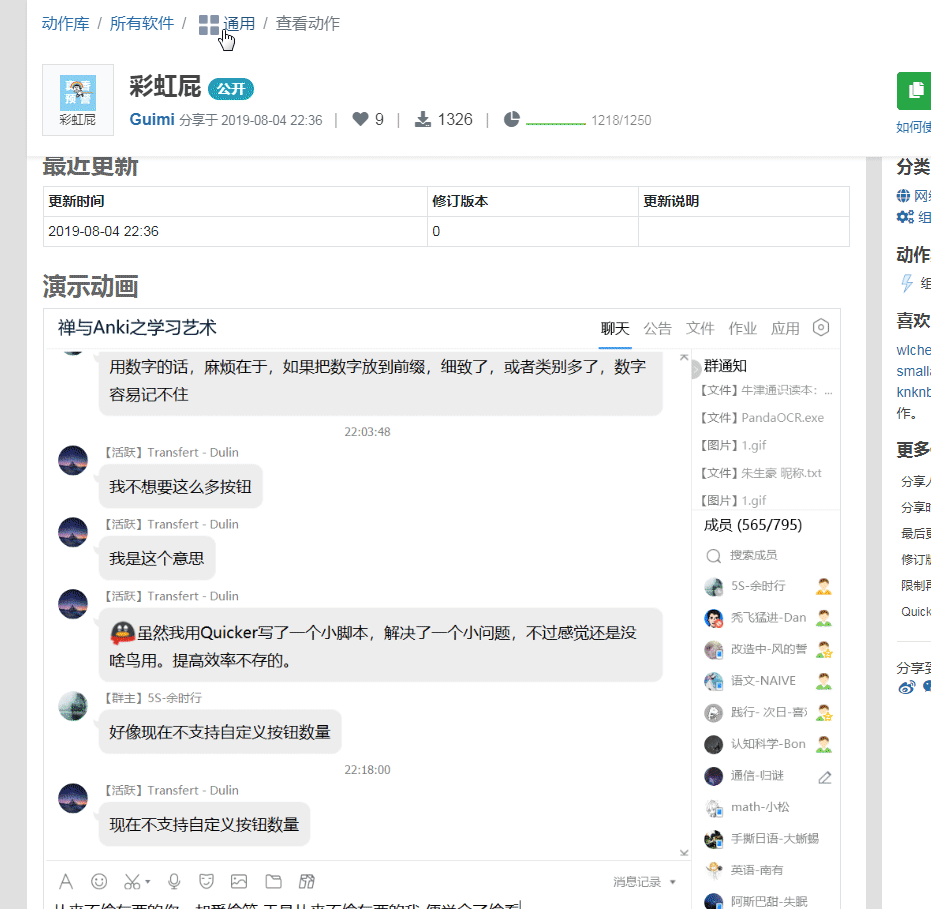 动作库 / 所有软件 / 通用 / 查看动作
彩虹屁 公开
彩虹屁
Guimi 分享于 2019-08-04 22:36 | 9 | 1326 | 1218/1250
如何使
最近更新
更新时间 修订版本 更新说明
2019-08-04 22:36 0
演示动画
禅与Anki之学习艺术
聊天 公告 文件 作业 应用
用数字的话，麻烦在于，如果把数字放到前缀，细致了，或者类别多了，数字
容易记不住
22:03:48
【活跃】Transfert - Dulin
我不想要这么多按钮
【活跃】Transfert - Dulin
我是这个意思
【活跃】Transfert - Dulin
虽然我用Quicker写了一个小脚本，解决了一个小问题，不过感觉还是没
啥鸟用。提高效率不存的。
【群主】5S-余时行
好像现在不支持自定义按钮数量
22:18:00
【活跃】Transfert - Dulin
现在不支持自定义按钮数量
消息记录
群通知
【文件】牛津通识读本：...
【文件】PandaOCR.exe
【图片】1.gif
【文件】朱生豪 昵称.txt
【图片】1.gif
成员 (565/795)
搜索成员
5S-余时行
秃飞猛进-Dan
改造中-风的誓
语文-NAIVE
践行- 次日-喜
认知科学-Bon
通信-归谜
math-小松
手撕日语-大蜥蜴
英语-南有
阿斯巴甜-失眠
分类
网络
组
动作
组
喜欢
wlche
smalla
knknb
作。
更多
分享人
分享时
最后更
修订版
限制再
Quick
分享到